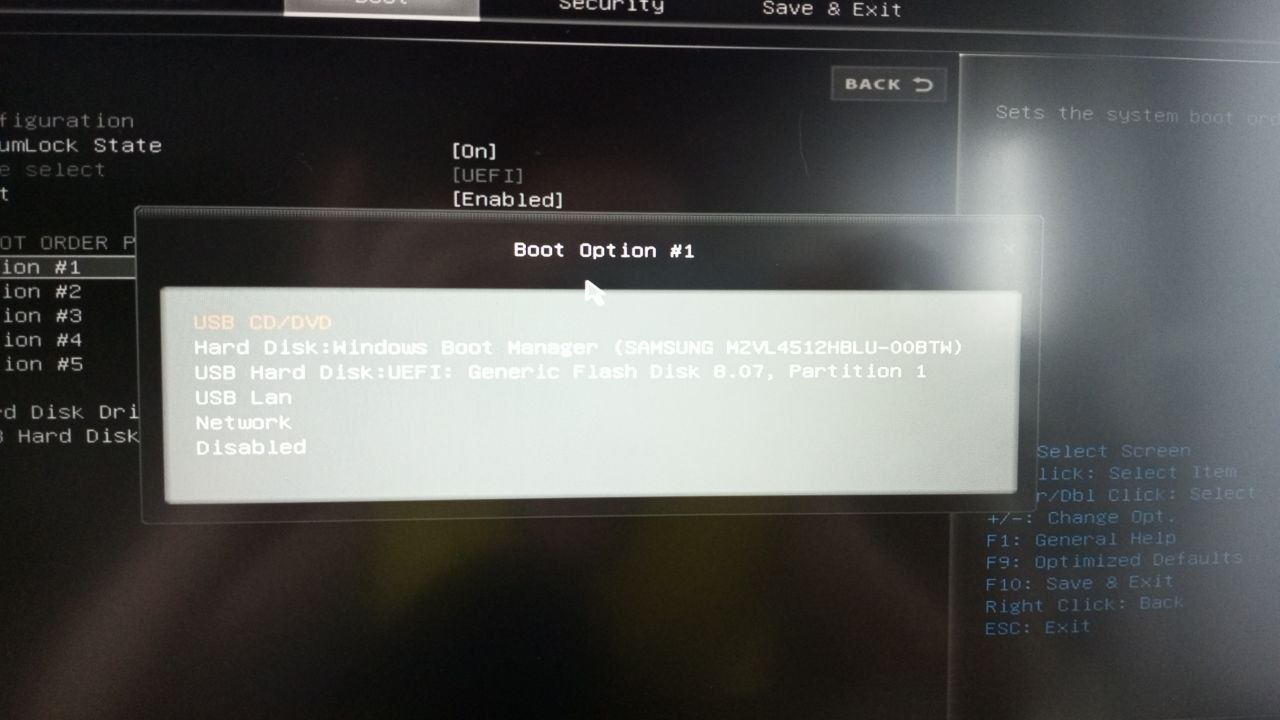 Boot
Security
Save & Exit
BACK
Sets the system boot
figuration
umLock State
[On]
e select
[UEFI]
t
[Enabled]
OT ORDER P
ion #1
ion #2
ion #3
ion #4
ion #5
rd Disk Dri
B Hard Disk
Boot Option #1
USB CD/DVD
Hard Disk:Windows Boot Manager (SAMSUNG MZVL4512HBLU-00BTW)
USB Hard Disk:UEFI: Generic Flash Disk 8.07, Partition 1
USB Lan
Network
Disabled
Select Screen
lick: Select Item
r/Dbl Click: Select
+/-: Change Opt.
F1: General Help
F9: Optimized Defaults
F10: Save & Exit
Right Click: Back
ESC: Exit